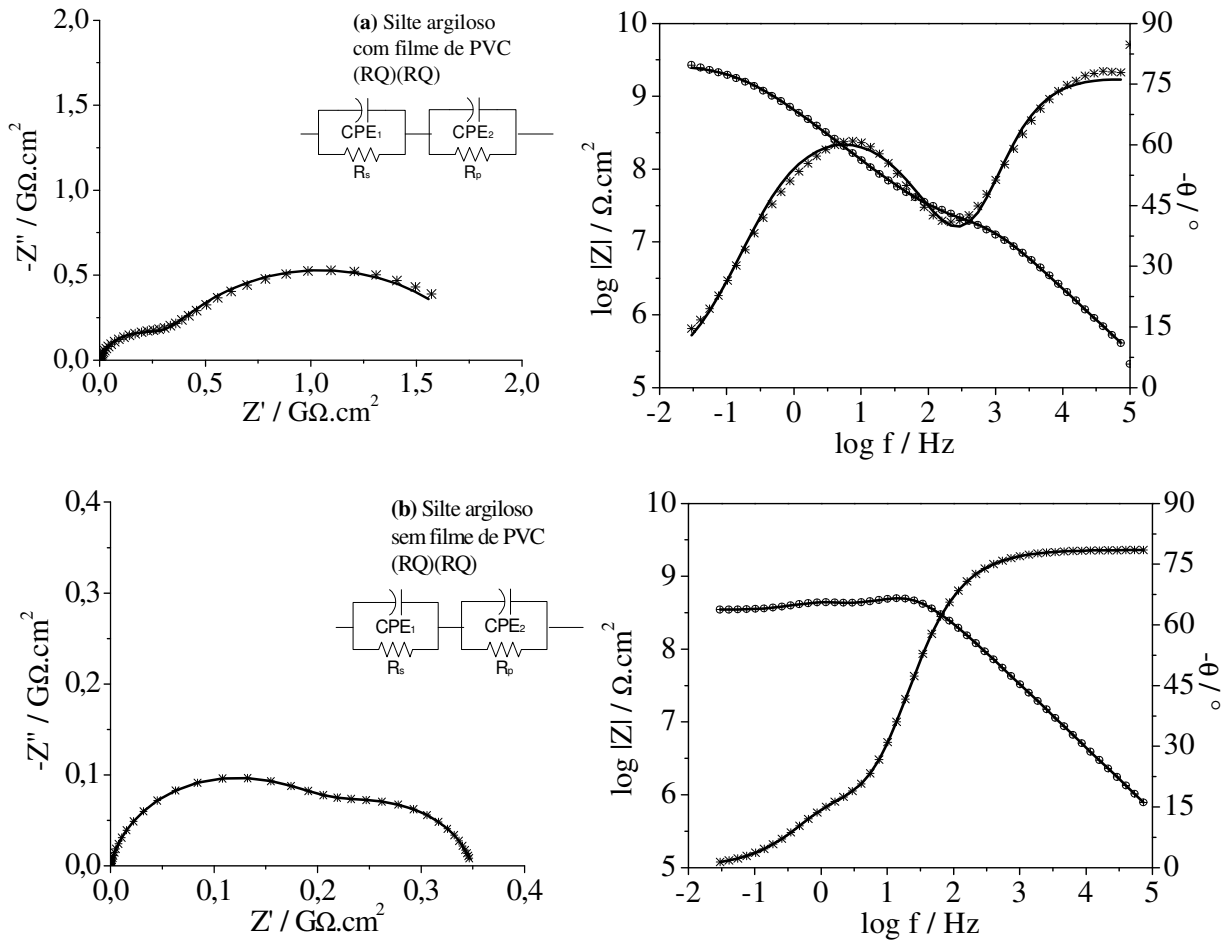 (a) Silte argiloso
com filme de PVC
(RQ)(RQ)
CPE1
CPE2
Rs
Rp
2,0
1,5
1,0
0,5
0,0
-Z'' / GΩ.cm²
0,0 0,5 1,0 1,5 2,0
Z' / GΩ.cm²
10
9
8
7
6
5
log |Z| / Ω.cm²
90
75
60
45
30
15
0
-θ / °
-2 -1 0 1 2 3 4 5
log f / Hz
(b) Silte argiloso
sem filme de PVC
(RQ)(RQ)
CPE1
CPE2
Rs
Rp
0,4
0,3
0,2
0,1
0,0
-Z'' / GΩ.cm²
0,0 0,1 0,2 0,3 0,4
Z' / GΩ.cm²
10
9
8
7
6
5
log |Z| / Ω.cm²
90
75
60
45
30
15
0
-θ / °
-2 -1 0 1 2 3 4 5
log f / Hz